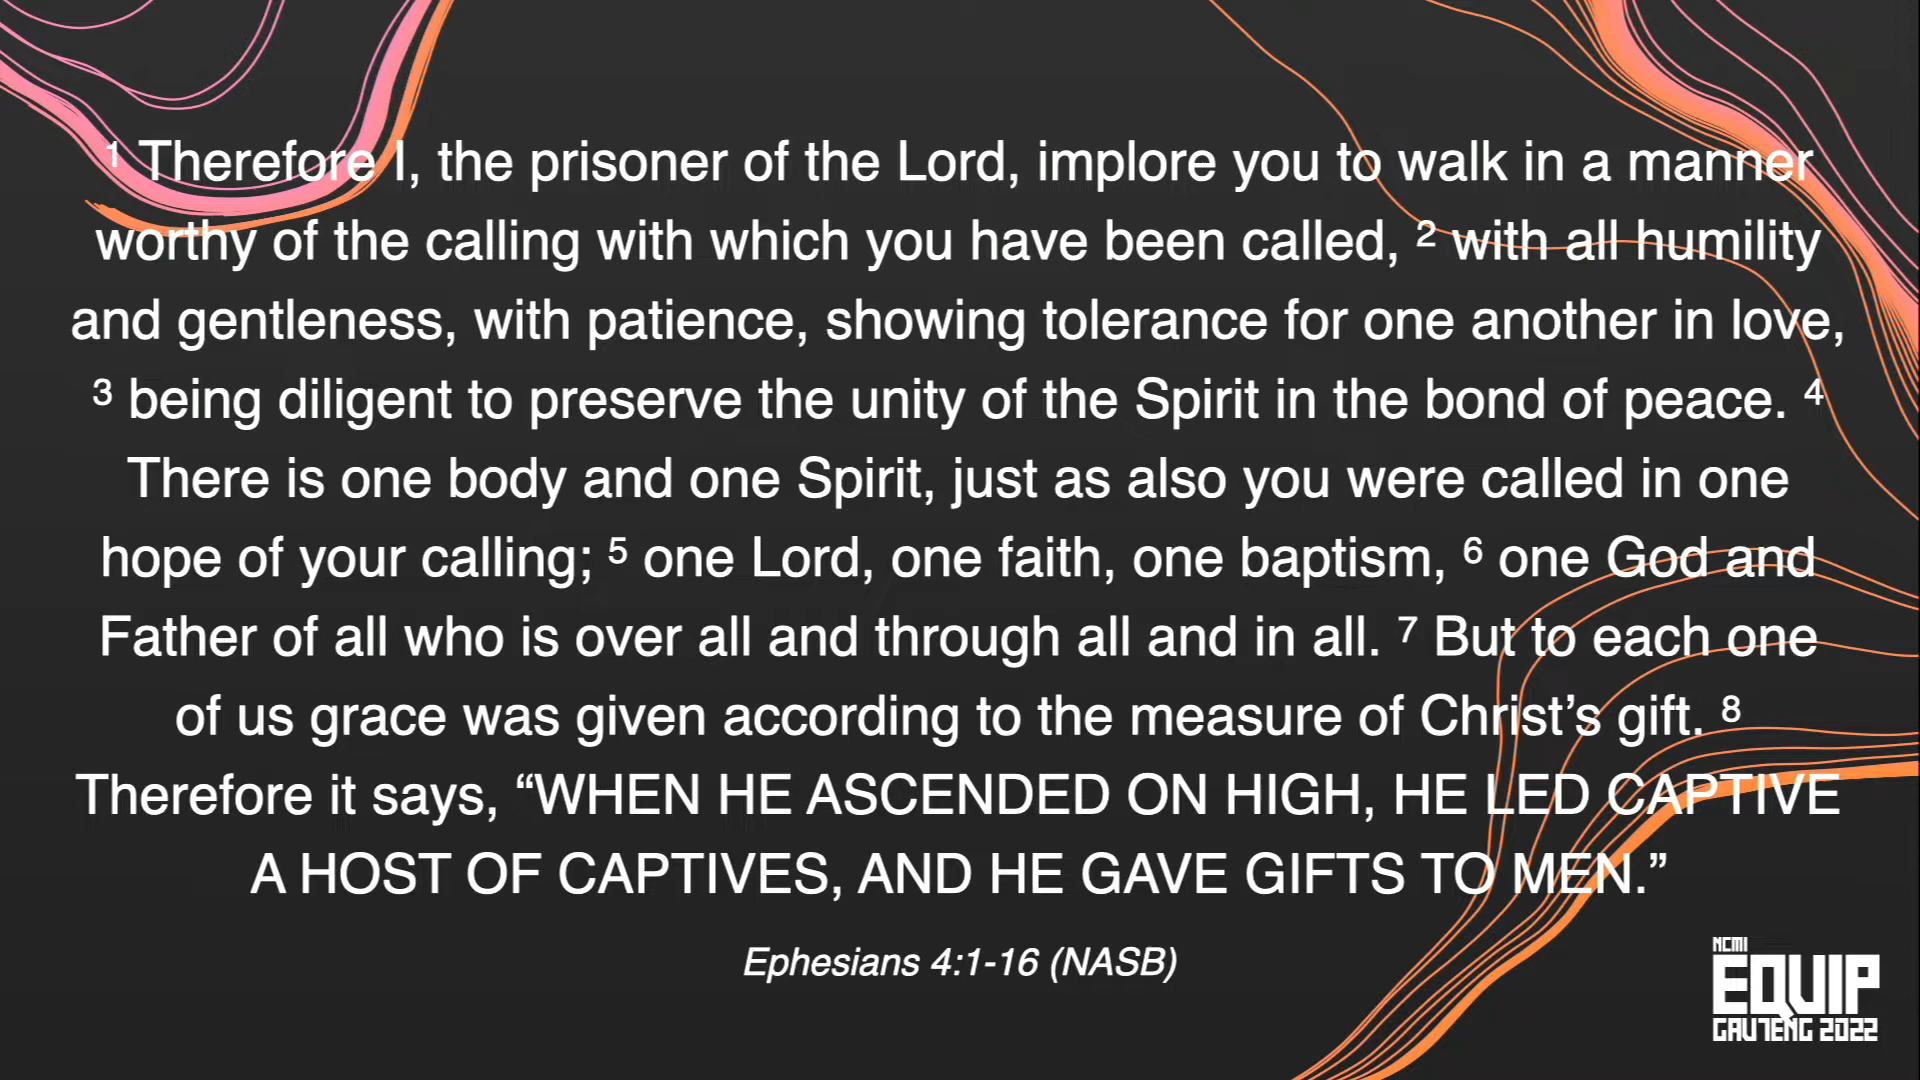 ¹ Therefore I, the prisoner of the Lord, implore you to walk in a manner
worthy of the calling with which you have been called, ² with all humility
and gentleness, with patience, showing tolerance for one another in love,
³ being diligent to preserve the unity of the Spirit in the bond of peace. ⁴
There is one body and one Spirit, just as also you were called in one
hope of your calling; ⁵ one Lord, one faith, one baptism, ⁶ one God and
Father of all who is over all and through all and in all. ⁷ But to each one
of us grace was given according to the measure of Christ’s gift. ⁸
Therefore it says, “WHEN HE ASCENDED ON HIGH, HE LED CAPTIVE
A HOST OF CAPTIVES, AND HE GAVE GIFTS TO MEN.”
Ephesians 4:1-16 (NASB)
NCMI
EQUIP
GAUTENG 2022